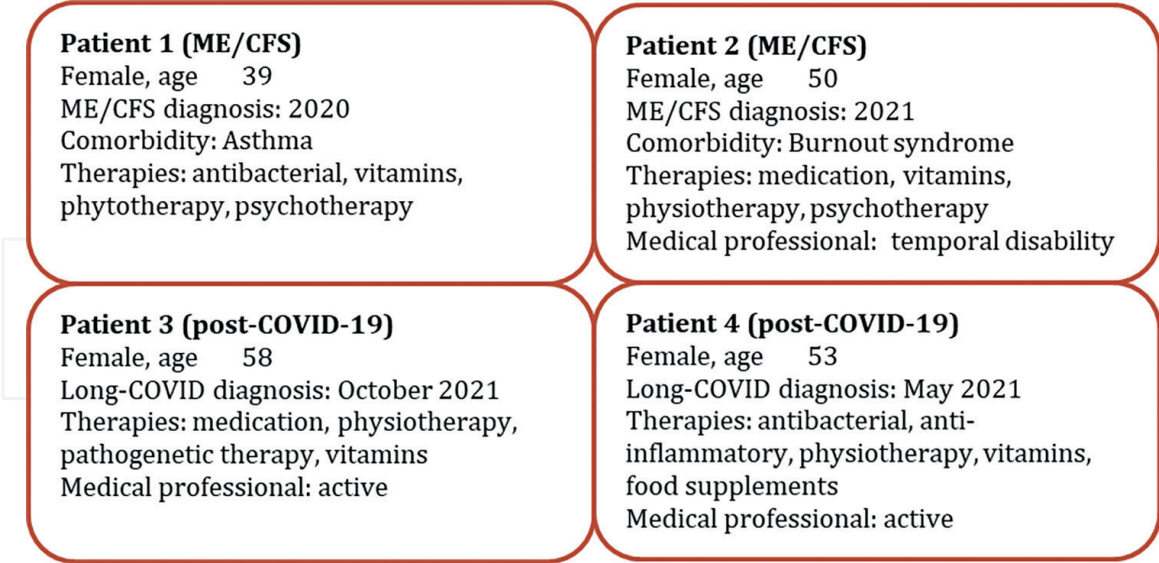 Patient 1 (ME/CFS)
Female, age 39
ME/CFS diagnosis: 2020
Comorbidity: Asthma
Therapies: antibacterial, vitamins,
phytotherapy, psychotherapy
Patient 2 (ME/CFS)
Female, age 50
ME/CFS diagnosis: 2021
Comorbidity: Burnout syndrome
Therapies: medication, vitamins,
physiotherapy, psychotherapy
Medical professional: temporal disability
Patient 3 (post-COVID-19)
Female, age 58
Long-COVID diagnosis: October 2021
Therapies: medication, physiotherapy,
pathogenetic therapy, vitamins
Medical professional: active
Patient 4 (post-COVID-19)
Female, age 53
Long-COVID diagnosis: May 2021
Therapies: antibacterial, anti-
inflammatory, physiotherapy, vitamins,
food supplements
Medical professional: active